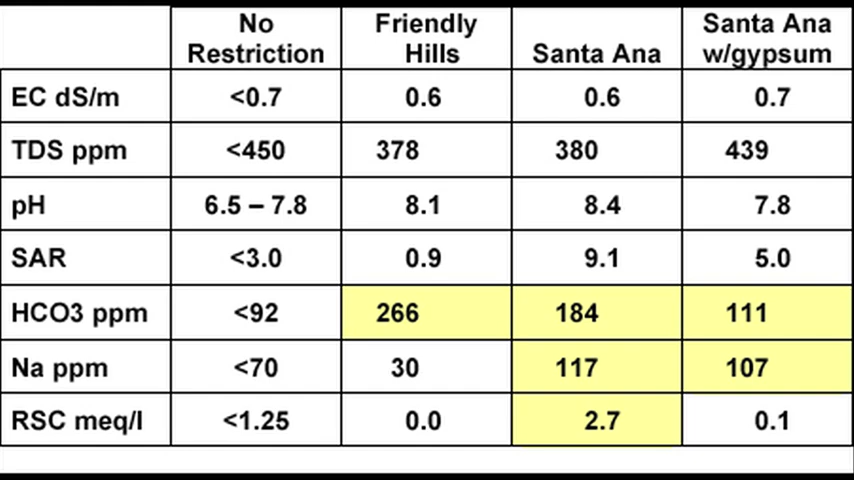 No Restriction | Friendly Hills | Santa Ana | Santa Ana w/gypsum
EC dS/m | <0.7 | 0.6 | 0.6 | 0.7
TDS ppm | <450 | 378 | 380 | 439
pH | 6.5 – 7.8 | 8.1 | 8.4 | 7.8
SAR | <3.0 | 0.9 | 9.1 | 5.0
HCO3 ppm | <92 | 266 | 184 | 111
Na ppm | <70 | 30 | 117 | 107
RSC meq/l | <1.25 | 0.0 | 2.7 | 0.1